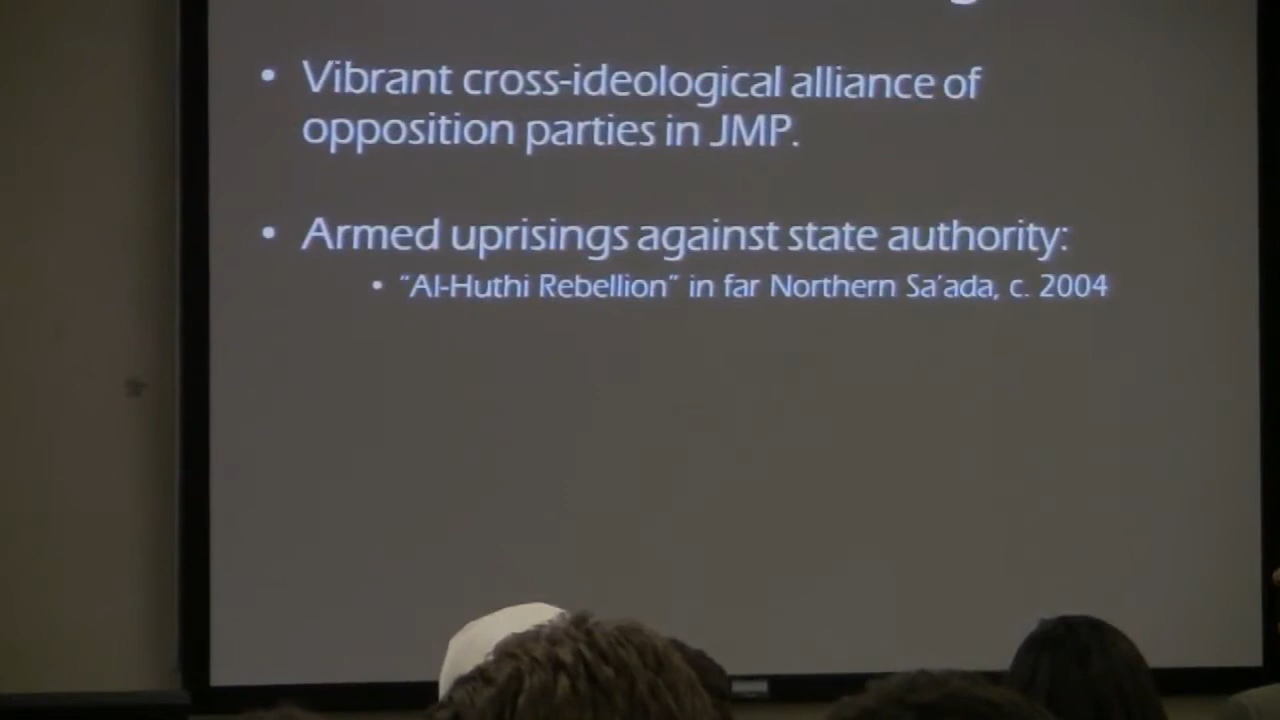 • Vibrant cross-ideological alliance of
opposition parties in JMP.
• Armed uprisings against state authority:
• “Al-Huthi Rebellion” in far Northern Sa’ada, c. 2004